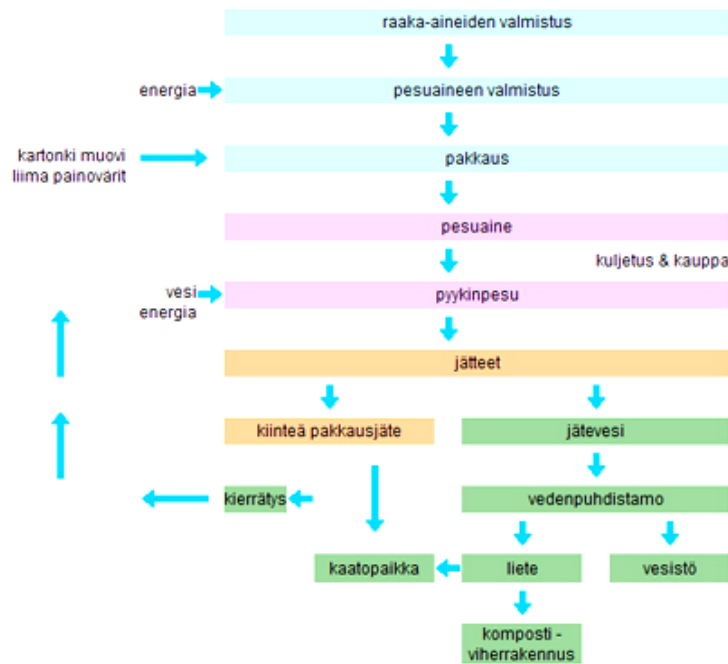 raaka-aineiden valmistus
energia
pesuaineen valmistus
kartonki muovi
liima painovärit
pakkaus
pesuaine
kuljetus & kauppa
vesi
energia
pyykinpesu
jätteet
kiinteä pakkausjäte
jätevesi
kierrätys
vedenpuhdistamo
kaatopaikka
liete
vesistö
komposti -
viherrakennus